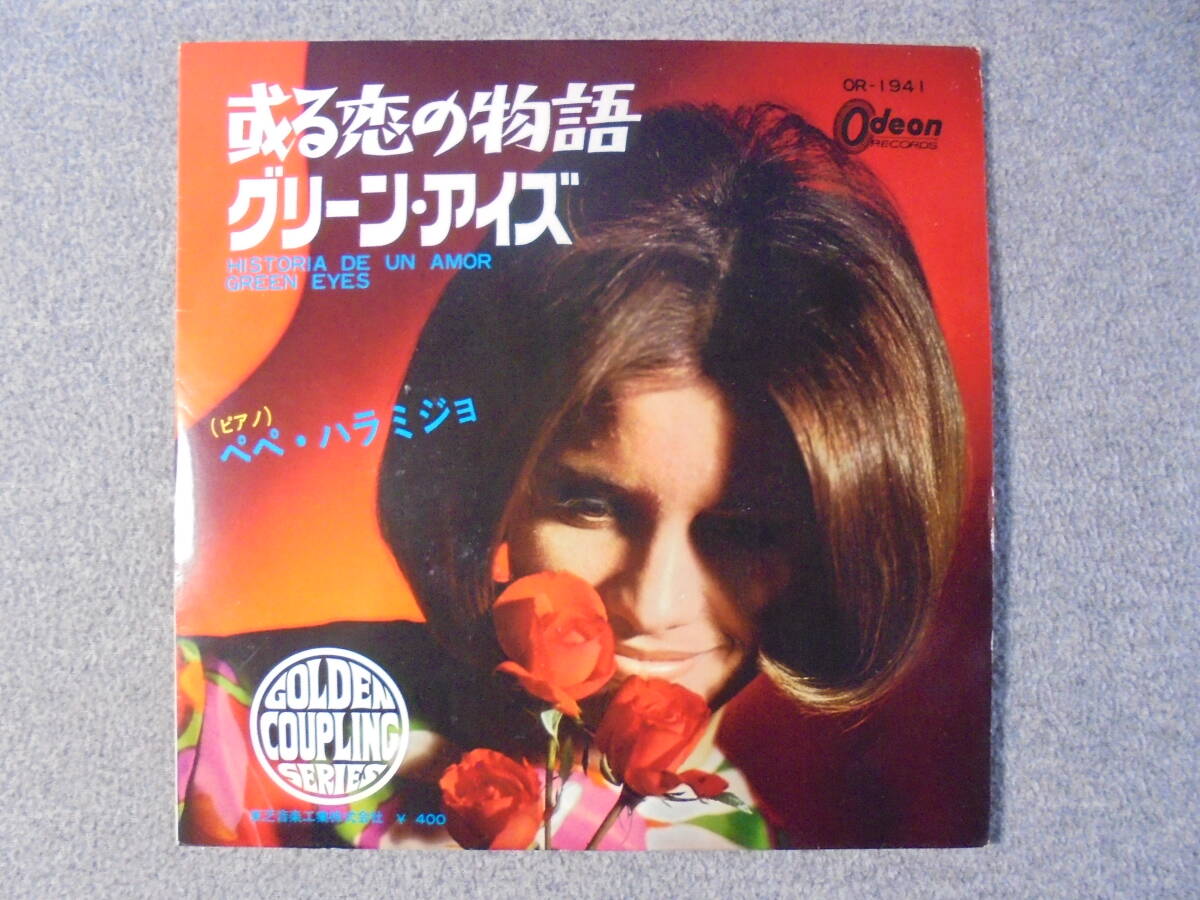 OR-1941
Odeon
RECORDS
或る恋の物語
グリーン・アイズ
HISTORIA DE UN AMOR
GREEN EYES
(ピアノ)
ペペ・ハラミジョ
GOLDEN
COUPLING
SERIES
東芝音楽工業株式会社 ¥ 400